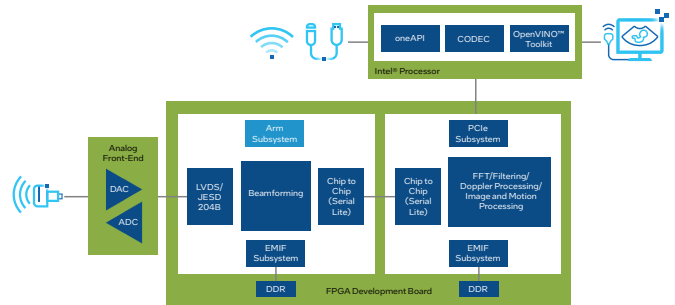 oneAPI
CODEC
OpenVINO™
Toolkit
Intel® Processor
Analog
Front-End
DAC
ADC
Arm
Subsystem
LVDS/
JESD
204B
Beamforming
Chip to
Chip
(Serial
Lite)
EMIF
Subsystem
DDR
PCIe
Subsystem
Chip to
Chip
(Serial
Lite)
FFT/Filtering/
Doppler Processing/
Image and Motion
Processing
EMIF
Subsystem
DDR
FPGA Development Board